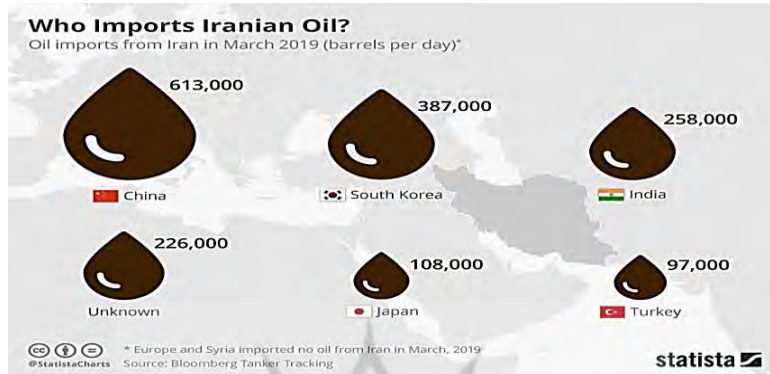 Who Imports Iranian Oil?
Oil imports from Iran in March 2019 (barrels per day)*
613,000
China
387,000
South Korea
258,000
India
226,000
Unknown
108,000
Japan
97,000
Turkey
* Europe and Syria imported no oil from Iran in March, 2019
@StatistaCharts Source: Bloomberg Tanker Tracking
statista